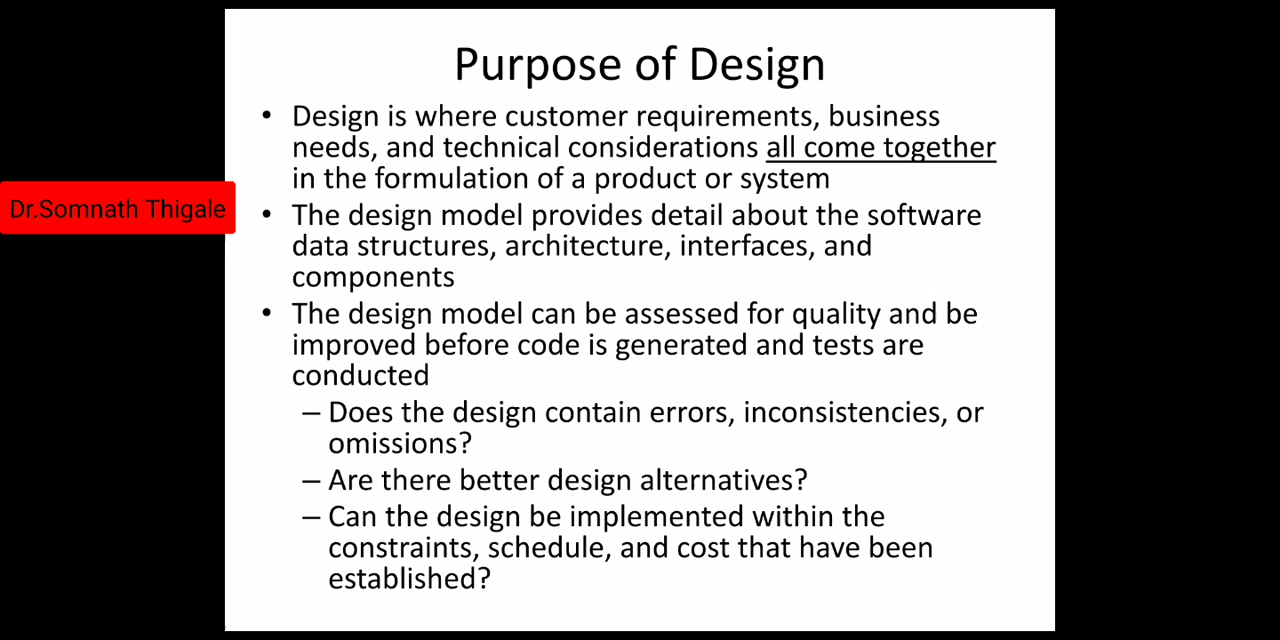 Purpose of Design
• Design is where customer requirements, business
needs, and technical considerations all come together
in the formulation of a product or system
Dr.Somnath Thigale
• The design model provides detail about the software
data structures, architecture, interfaces, and
components
• The design model can be assessed for quality and be
improved before code is generated and tests are
conducted
– Does the design contain errors, inconsistencies, or
omissions?
– Are there better design alternatives?
– Can the design be implemented within the
constraints, schedule, and cost that have been
established?